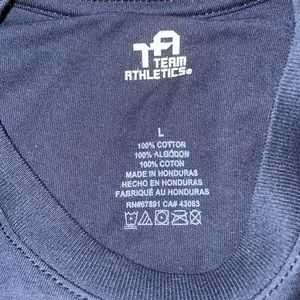 TA
TEAM
ATHLETICS®
L
100% COTTON
100% ALGODON
100% COTON
MADE IN HONDURAS
HECHO EN HONDURAS
FABRIQUÉ AU HONDURAS
RN#67891 CA# 43063